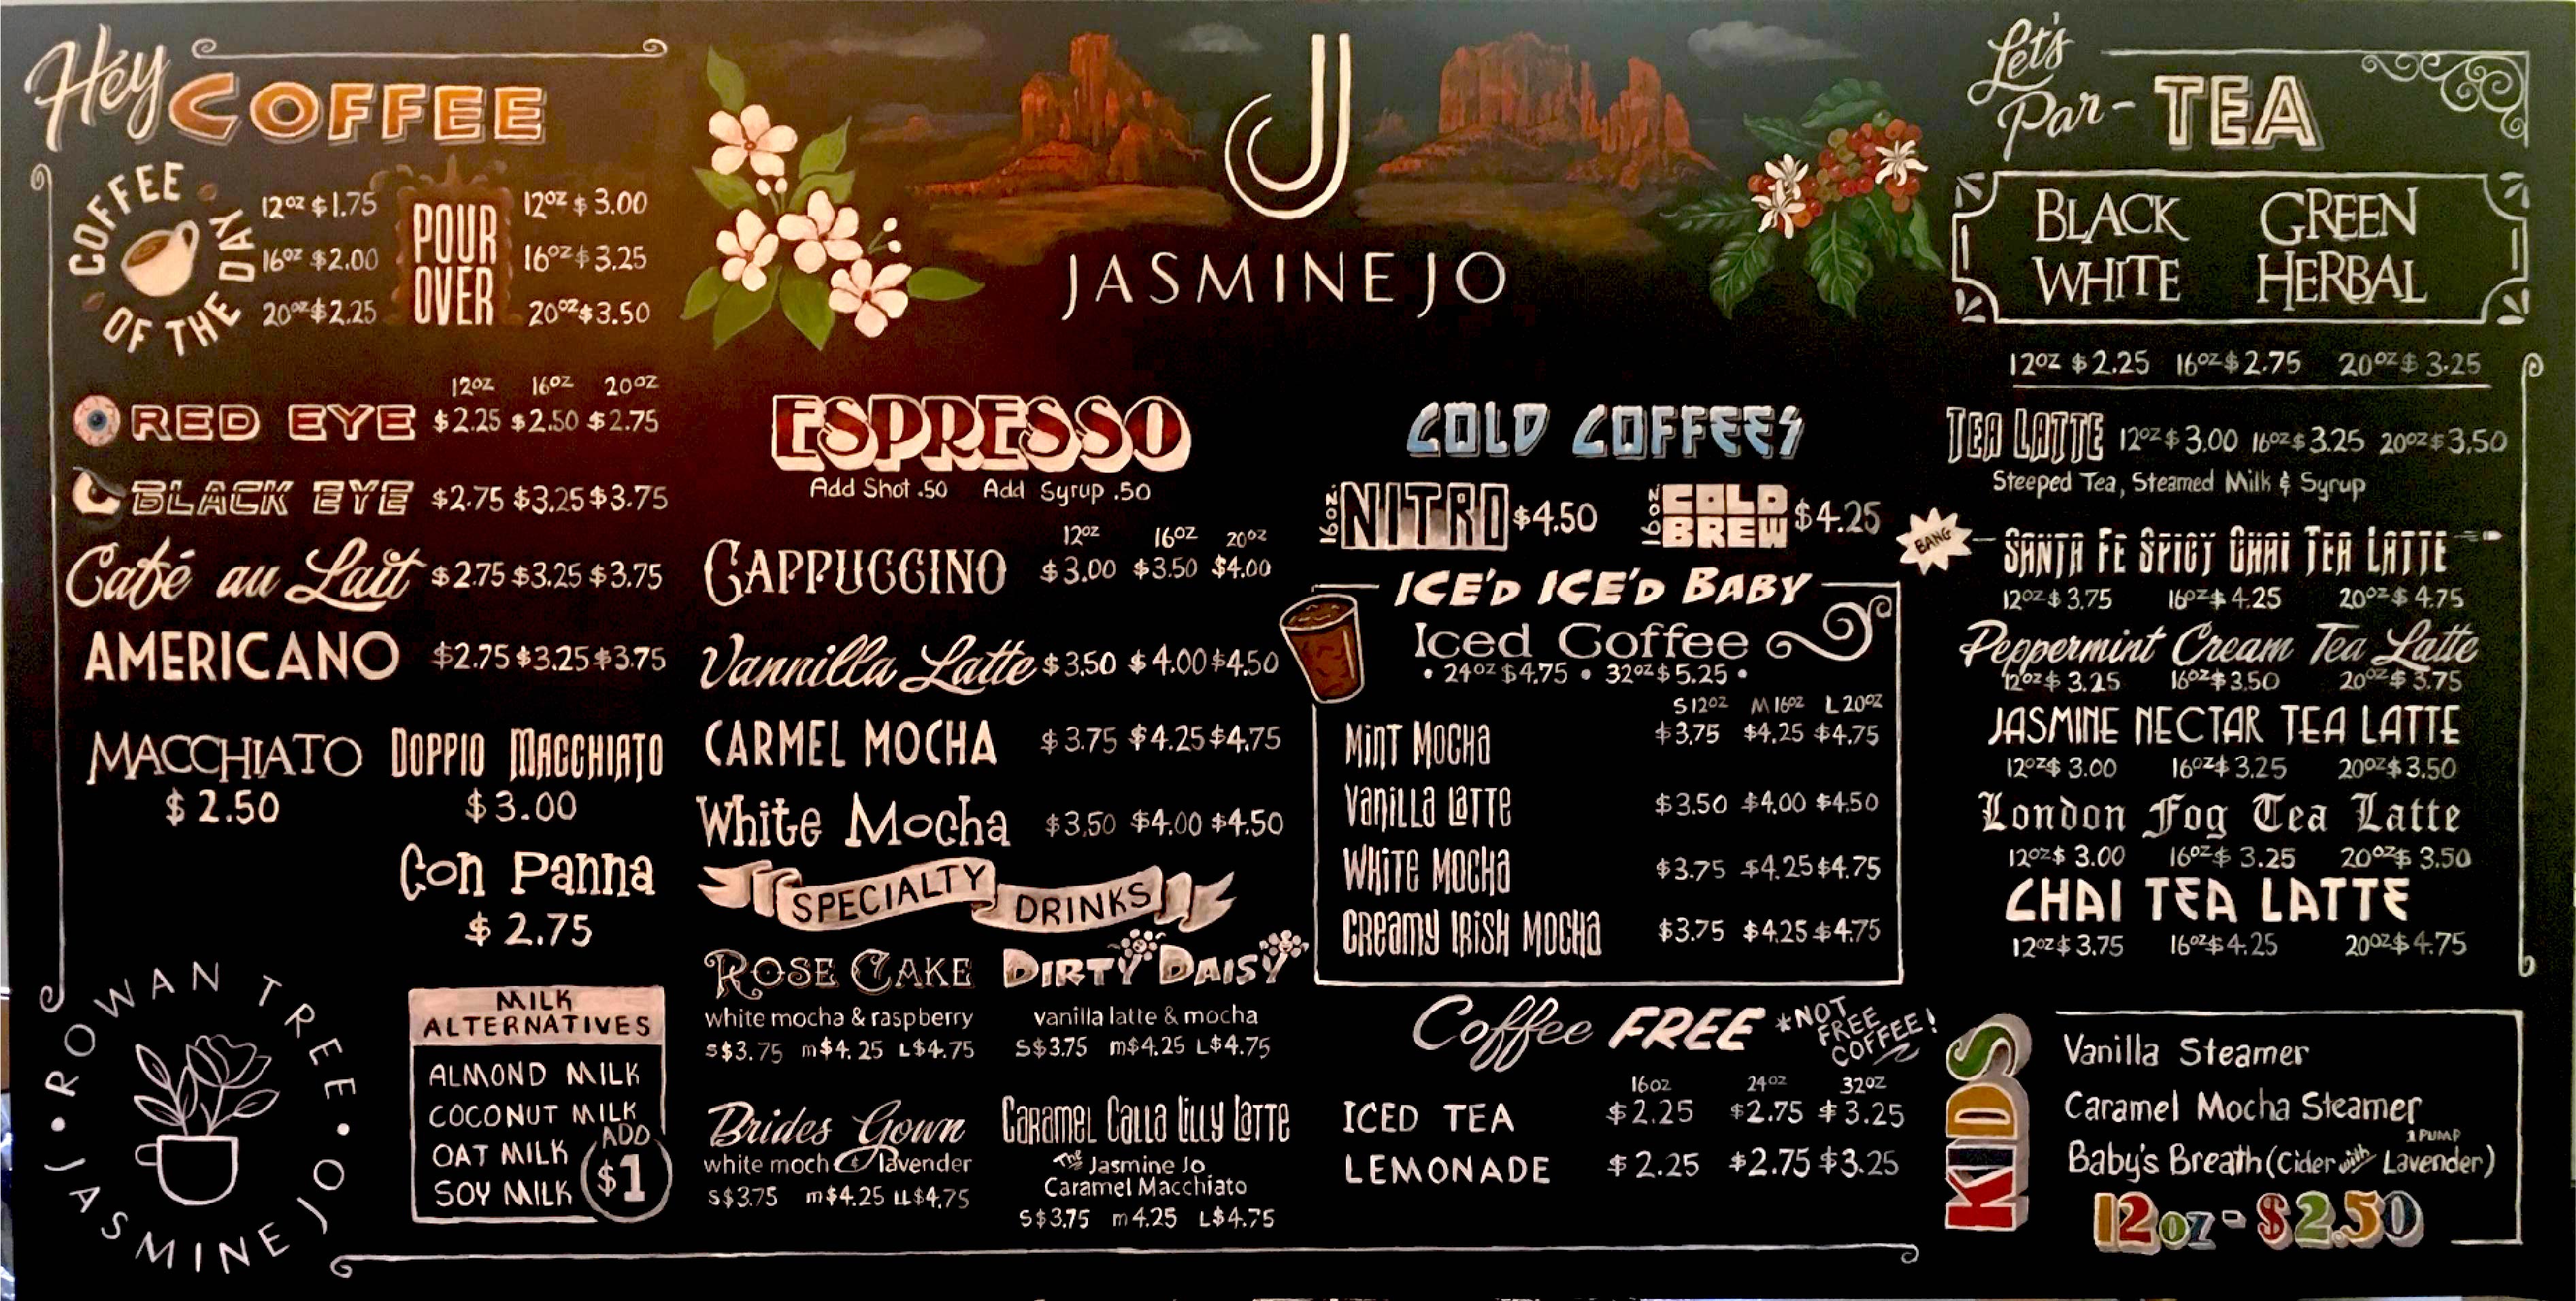 Hey COFFEE
COFFEE OF THE DAY
12oz $1.75
16oz $2.00
20oz $2.25
POUR OVER
12oz $3.00
16oz $3.25
20oz $3.50
12oz 16oz 20oz
RED EYE $2.25 $2.50 $2.75
BLACK EYE $2.75 $3.25 $3.75
Café au Lait $2.75 $3.25 $3.75
AMERICANO $2.75 $3.25 $3.75
MACCHIATO
$2.50
DOPPIO MACCHIATO
$3.00
Con Panna
$2.75
• ROWAN TREE •
JASMINE JO
MILK
ALTERNATIVES
ALMOND MILK
COCONUT MILK
OAT MILK
SOY MILK
ADD
$1
J
JASMINE JO
ESPRESSO
Add Shot .50 Add Syrup .50
12oz 16oz 20oz
CAPPUCCINO $3.00 $3.50 $4.00
Vannilla Latte $3.50 $4.00 $4.50
CARMEL MOCHA $3.75 $4.25 $4.75
White Mocha $3.50 $4.00 $4.50
SPECIALTY DRINKS
ROSE CAKE
white mocha & raspberry
S$3.75 m$4.25 L$4.75
DIRTY DAISY
vanilla latte & mocha
S$3.75 m$4.25 L$4.75
Brides Gown
white moch & lavender
S$3.75 m$4.25 LL$4.75
CARAMEL CALLA LILLY LATTE
The Jasmine Jo
Caramel Macchiato
S$3.75 m4.25 L$4.75
COLD COFFEES
16oz. NITRO $4.50
16oz COLD BREW $4.25
ICE'D ICE'D BABY
Iced Coffee
• 24oz $4.75 • 32oz $5.25 •
S 12oz M 16oz L 20oz
MINT MOCHA $3.75 $4.25 $4.75
VANILLA LATTE $3.50 $4.00 $4.50
WHITE MOCHA $3.75 $4.25 $4.75
CREAMY IRISH MOCHA $3.75 $4.25 $4.75
Coffee FREE *NOT FREE COFFEE!
16oz 24oz 32oz
ICED TEA $2.25 $2.75 $3.25
LEMONADE $2.25 $2.75 $3.25
Let's
Par-TEA
BLACK GREEN
WHITE HERBAL
12oz $2.25 16oz $2.75 20oz $3.25
TEA LATTE 12oz $3.00 16oz $3.25 20oz $3.50
Steeped Tea, Steamed Milk & Syrup
BANG
SANTA FE SPICY CHAI TEA LATTE
12oz $3.75 16oz $4.25 20oz $4.75
Peppermint Cream Tea Latte
12oz $3.25 16oz $3.50 20oz $3.75
JASMINE NECTAR TEA LATTE
12oz $3.00 16oz $3.25 20oz $3.50
London Fog Tea Latte
12oz $3.00 16oz $3.25 20oz $3.50
CHAI TEA LATTE
12oz $3.75 16oz $4.25 20oz $4.75
KIDS
Vanilla Steamer
Caramel Mocha Steamer
Baby's Breath (Cider with 1 PUMP Lavender)
12oz - $2.50